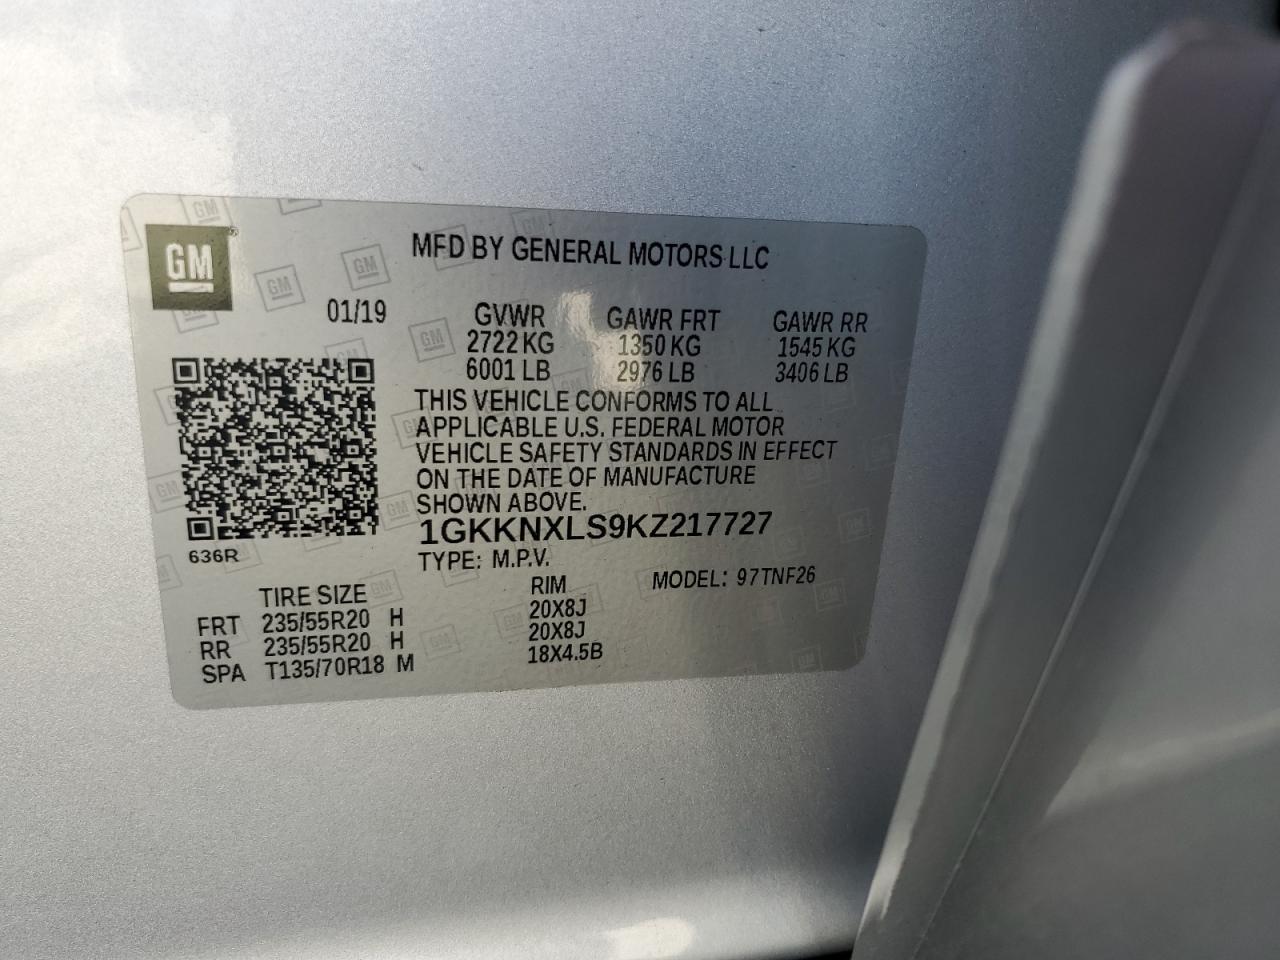 GM
MFD BY GENERAL MOTORS LLC
01/19 GVWR GAWR FRT GAWR RR
2722 KG 1350 KG 1545 KG
6001 LB 2976 LB 3406 LB
THIS VEHICLE CONFORMS TO ALL
APPLICABLE U.S. FEDERAL MOTOR
VEHICLE SAFETY STANDARDS IN EFFECT
ON THE DATE OF MANUFACTURE
SHOWN ABOVE.
1GKKNXLS9KZ217727
636R
TYPE: M.P.V. MODEL: 97TNF26
TIRE SIZE RIM
FRT 235/55R20 H 20X8J
RR 235/55R20 H 20X8J
SPA T135/70R18 M 18X4.5B